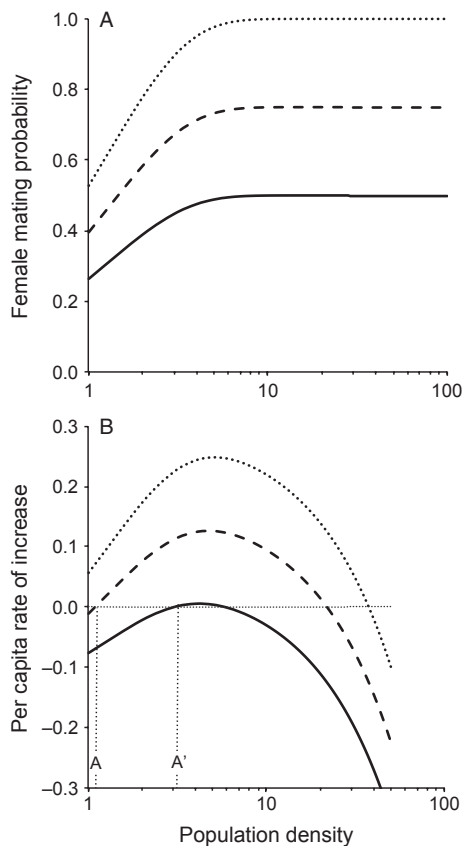 A
Female mating probability
1.0
0.8
0.6
0.4
0.2
0.0
1
10
100
B
Per capita rate of increase
0.3
0.2
0.1
0.0
–0.1
–0.2
–0.3
A
A'
1
10
100
Population density